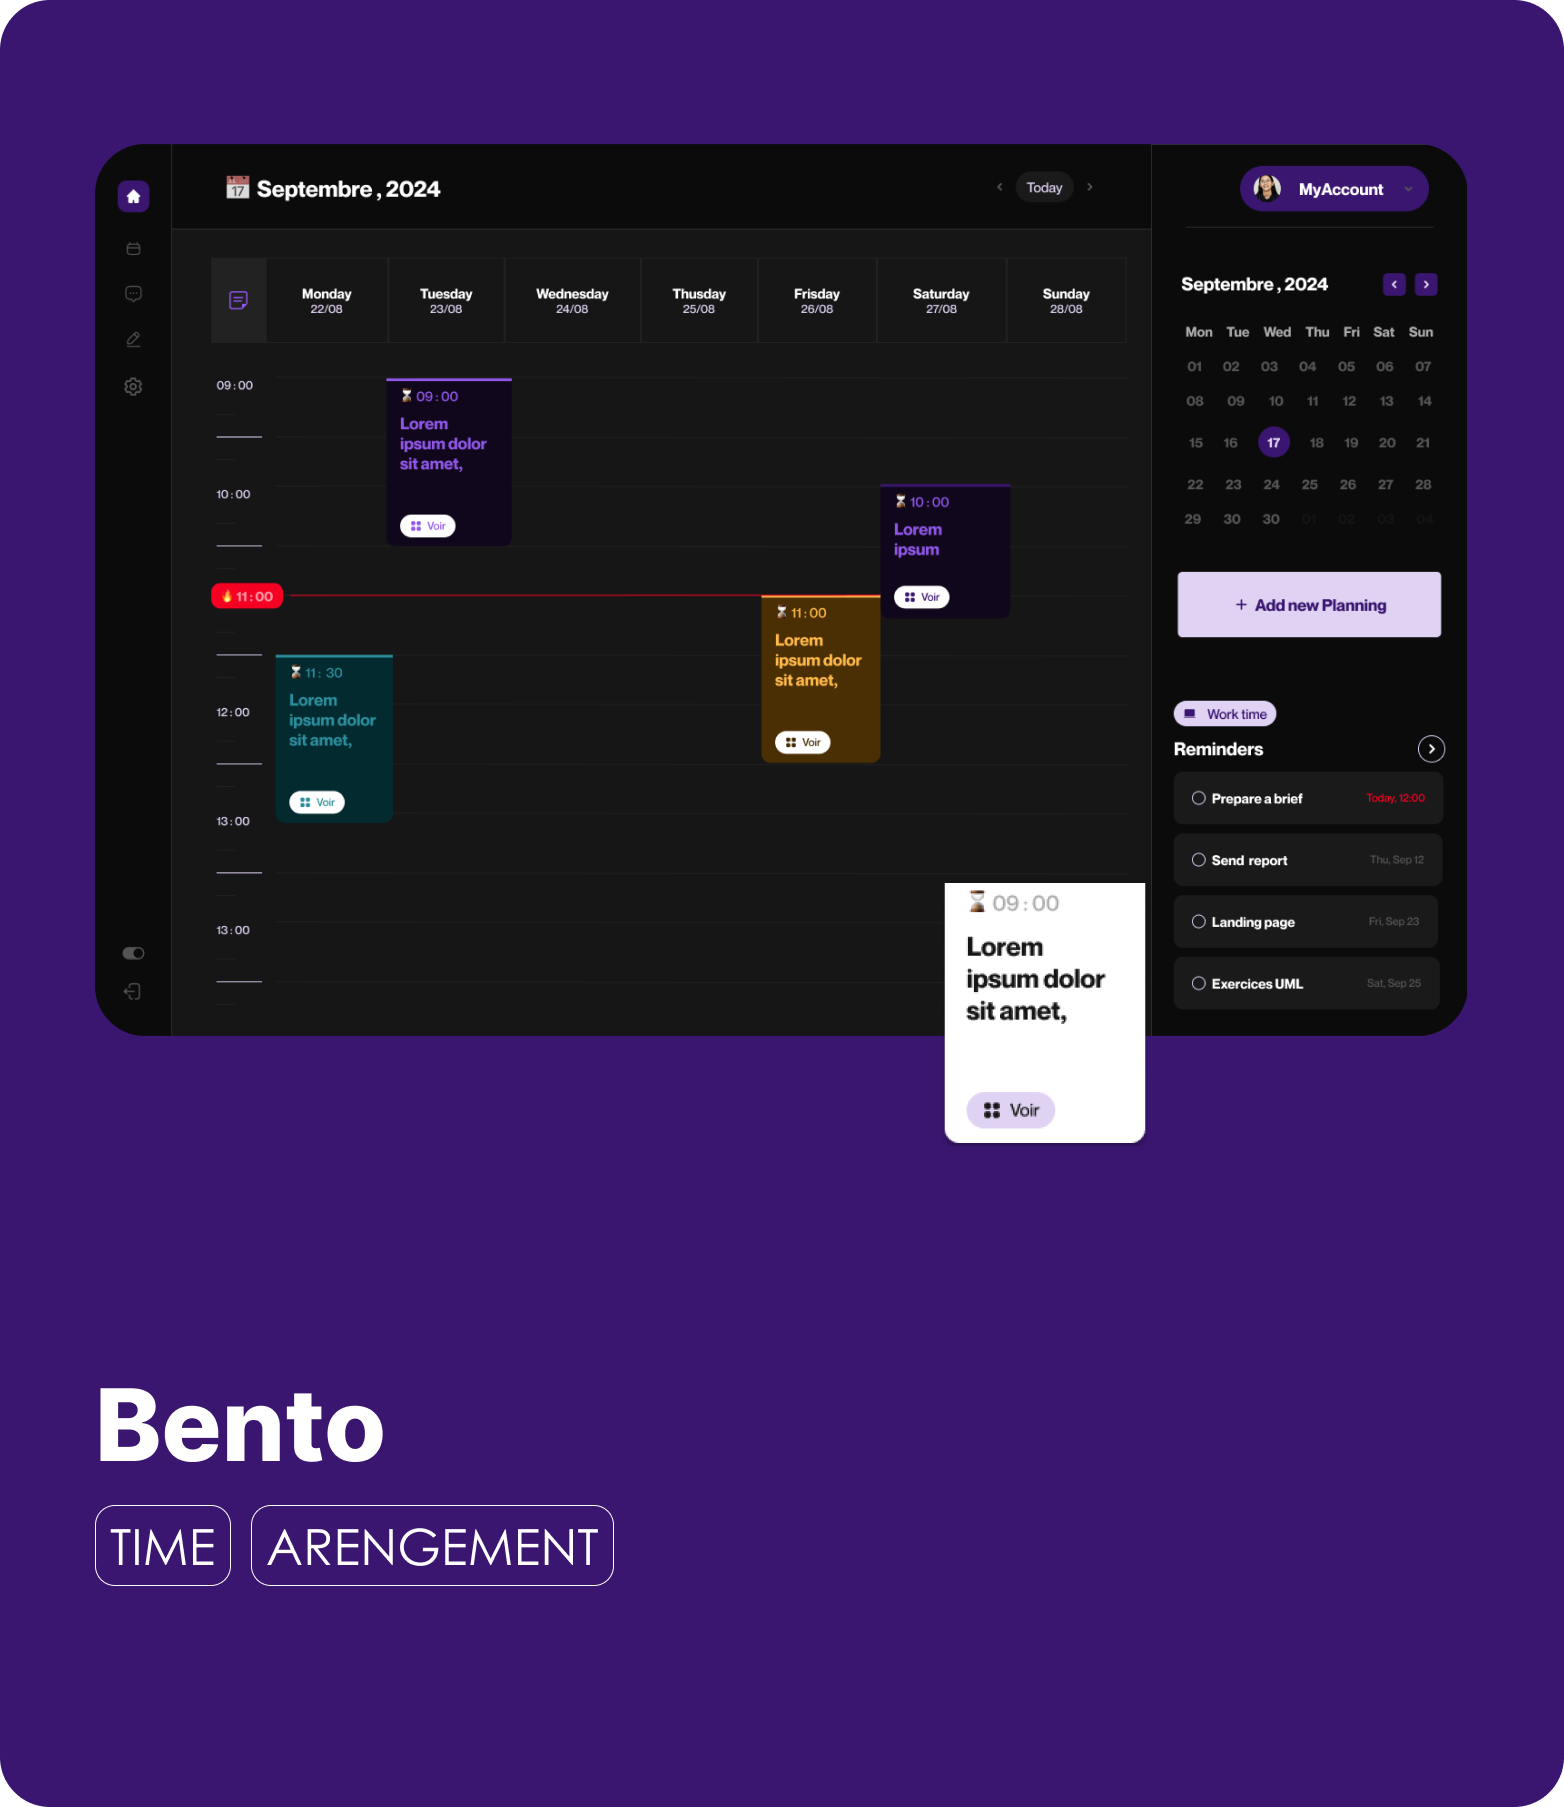 17 Septembre , 2024
Today
MyAccount
Monday
22/08
Tuesday
23/08
Wednesday
24/08
Thusday
25/08
Frisday
26/08
Saturday
27/08
Sunday
28/08
09 : 00
10 : 00
11 : 00
12 : 00
13 : 00
13 : 00
09 : 00
Lorem
ipsum dolor
sit amet,
Voir
10 : 00
Lorem
ipsum
Voir
11 : 00
Lorem
ipsum dolor
sit amet,
Voir
11 : 30
Lorem
ipsum dolor
sit amet,
Voir
09 : 00
Lorem
ipsum dolor
sit amet,
Voir
Septembre , 2024
Mon Tue Wed Thu Fri Sat Sun
01 02 03 04 05 06 07
08 09 10 11 12 13 14
15 16 17 18 19 20 21
22 23 24 25 26 27 28
29 30 30 01 02 03 04
+ Add new Planning
Work time
Reminders
Prepare a brief Today, 12:00
Send report Thu, Sep 12
Landing page Fri, Sep 23
Exercices UML Sat, Sep 25
Bento
TIME ARENGEMENT